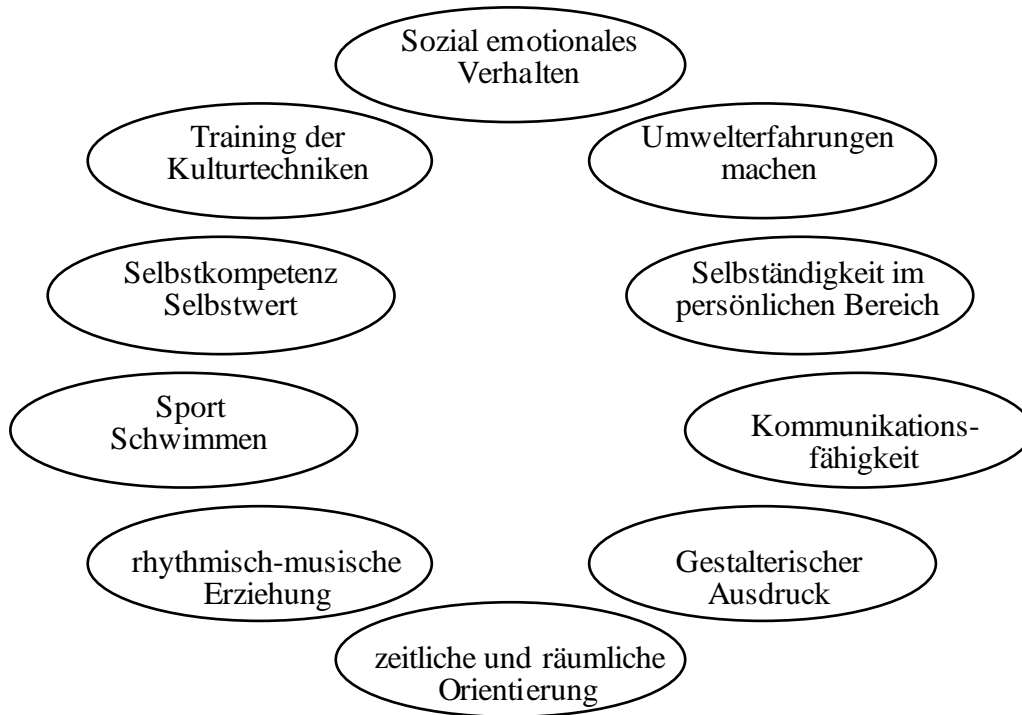 Sozial emotionales
Verhalten
Training der
Kulturtechniken
Umwelterfahrungen
machen
Selbstkompetenz
Selbstwert
Selbständigkeit im
persönlichen Bereich
Sport
Schwimmen
Kommunikations-
fähigkeit
rhythmisch-musische
Erziehung
Gestalterischer
Ausdruck
zeitliche und räumliche
Orientierung